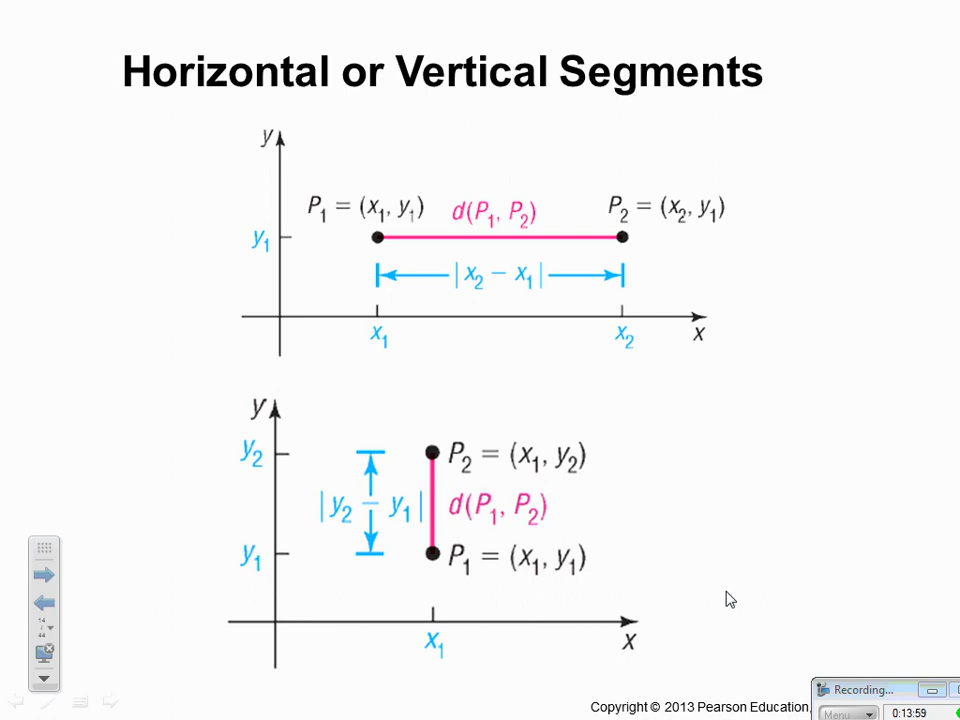 Horizontal or Vertical Segments
y
P₁ = (x₁, y₁) d(P₁, P₂) P₂ = (x₂, y₁)
y₁
| x₂ − x₁ |
x₁ x₂ x
y
y₂ P₂ = (x₁, y₂)
| y₂ − y₁ | d(P₁, P₂)
y₁ P₁ = (x₁, y₁)
x₁ x
14
/
44
Copyright © 2013 Pearson Education,
Recording...
Menu 0:13:59